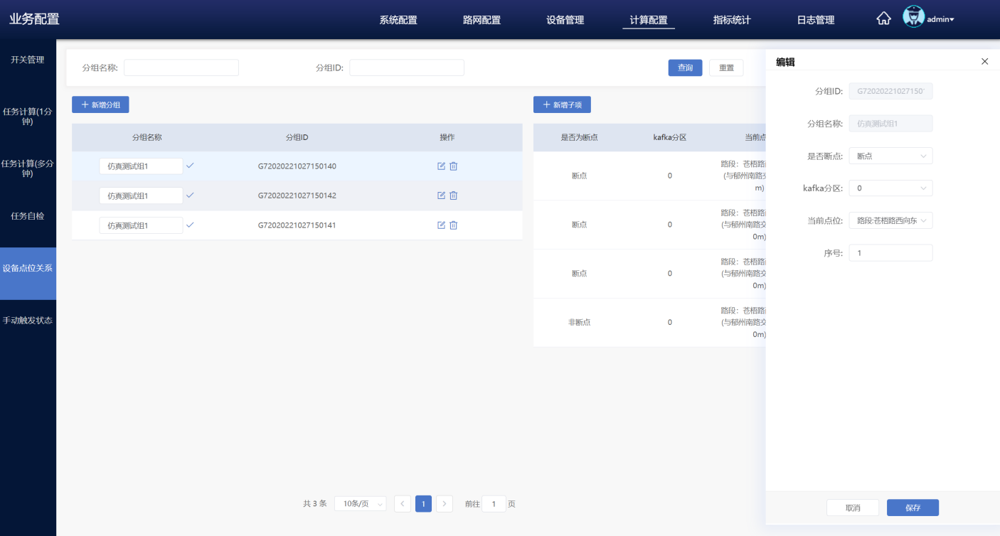 业务配置
系统配置
路网配置
设备管理
计算配置
指标统计
日志管理
admin
开关管理
任务计算(1分
钟)
任务计算(多分
钟)
任务自检
设备点位关系
手动触发状态
分组名称:
分组ID:
查询
重置
新增分组
分组名称 分组ID 操作
仿真测试组1 G72020221027150140
仿真测试组1 G72020221027150142
仿真测试组1 G72020221027150141
共 3 条 10条/页 1 前往 1 页
新增子项
是否为断点 kafka分区 当前点
断点 0
路段：苍梧路
(与郁州南路交
m)
断点 0
路段：苍梧路
(与郁州南路交
0m)
断点 0
路段：苍梧路
(与郁州南路交
0m)
非断点 0
路段：苍梧路
(与郁州南路交
0m)
编辑
分组ID: G72020221027150
分组名称: 仿真测试组1
是否断点: 断点
kafka分区: 0
当前点位: 路段:苍梧路西向东
序号: 1
取消
保存